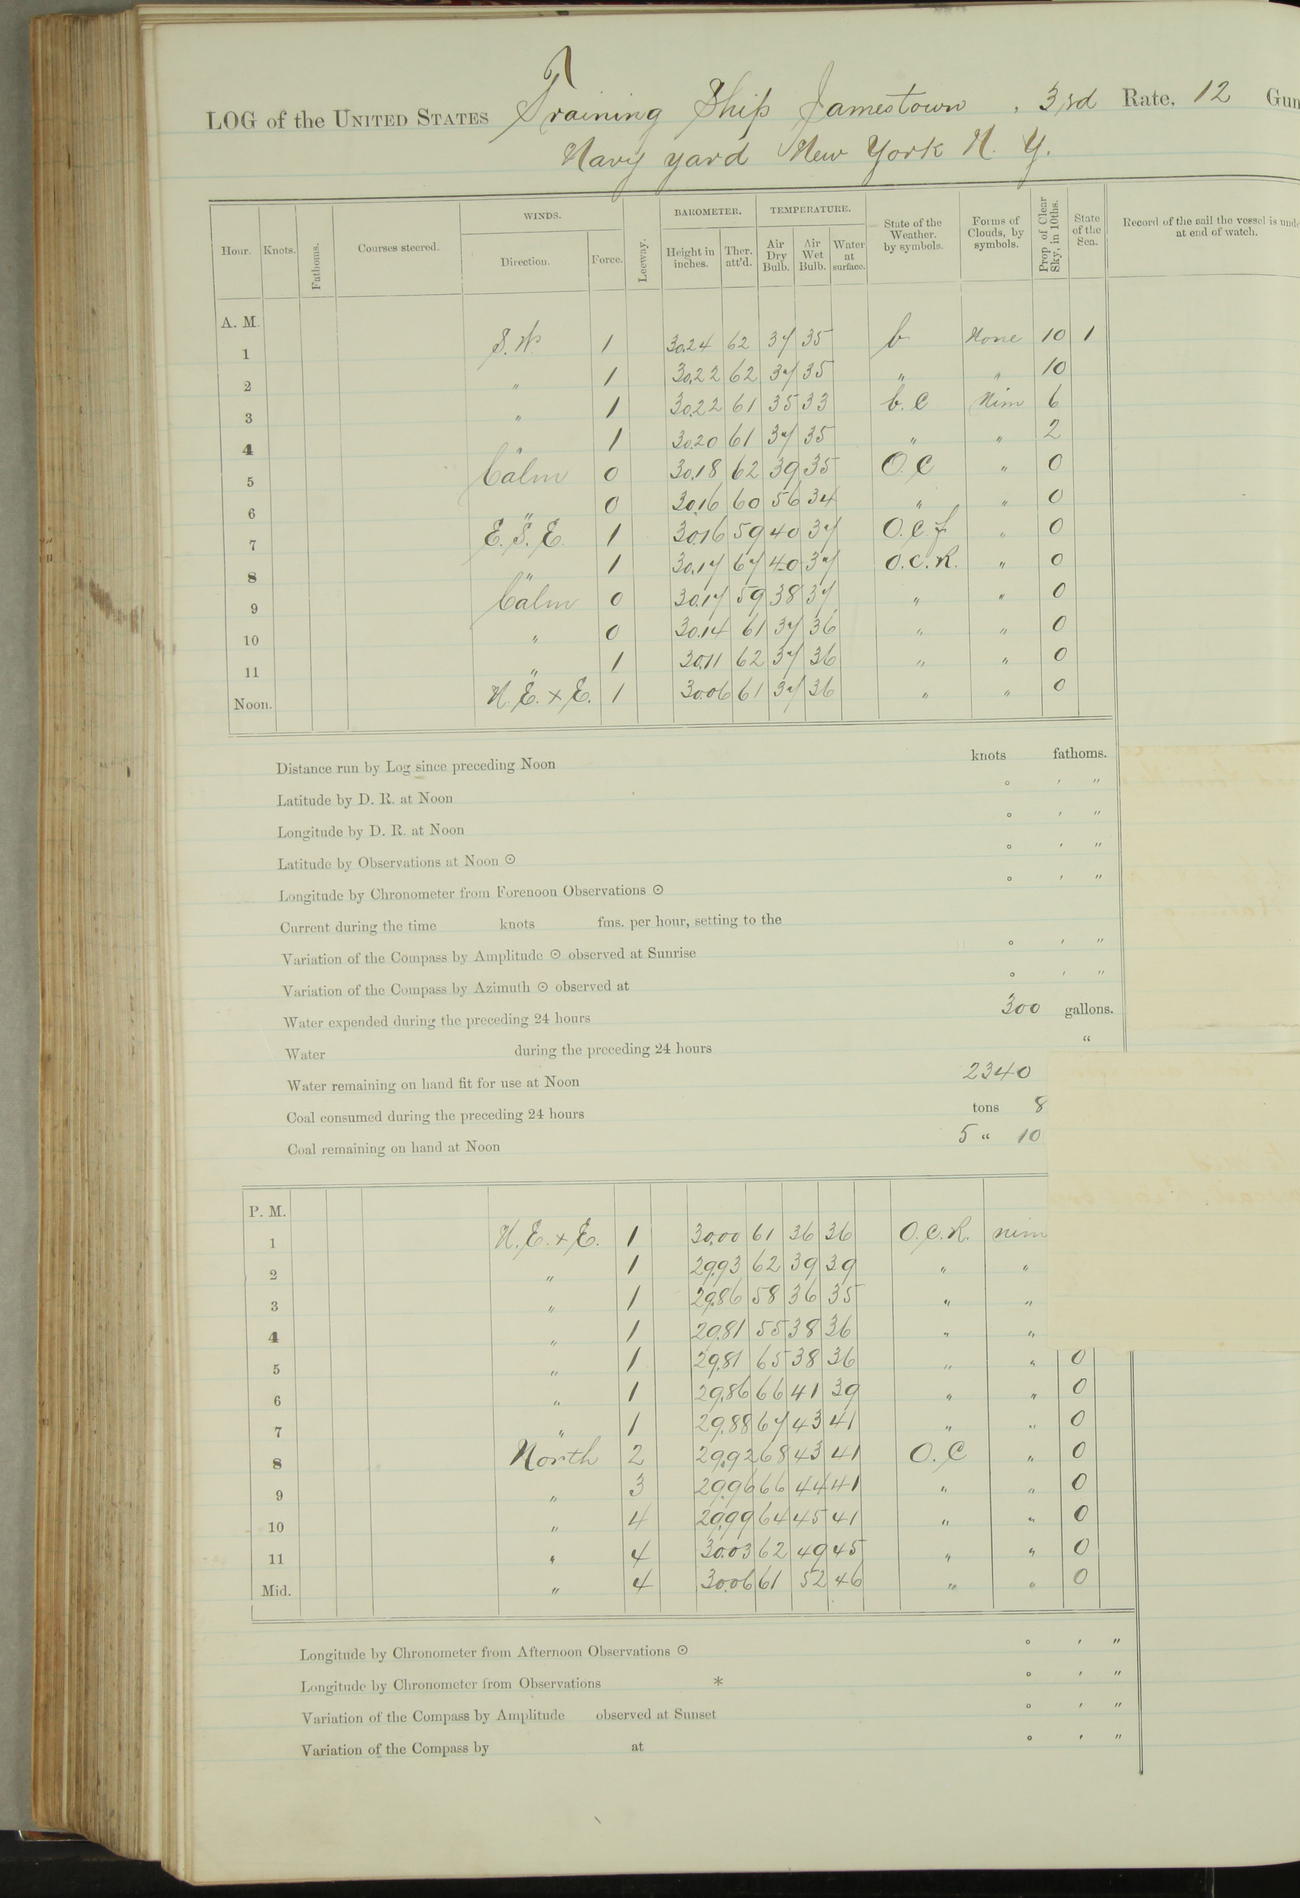 LOG of the UNITED STATES Training Ship Jamestown , 3rd Rate, 12 Gun
Navy yard New York N. Y.
Hour. Knots. Fathoms. Courses steered. WINDS. Direction. Force. Leeway. BAROMETER. Height in inches. Ther. att'd. TEMPERATURE. Air Dry Bulb. Air Wet Bulb. Water at surface. State of the Weather. by symbols. Forms of Clouds, by symbols. Prop. of Clear Sky, in 10ths. State of the Sea. Record of the sail the vessel is und at end of watch.
A. M.
1 S. W. 1 30.24 62 37 35 b None 10 1
2 " 1 30.22 62 37 35 " " 10
3 " 1 30.22 61 35 33 b. c Nim 6
4 " 1 30.20 61 37 35 " " 2
5 Calm 0 30.18 62 39 35 O. C " 0
6 " 0 30.16 60 56 34 " " 0
7 E. S. E. 1 30.16 59 40 37 O. C. f " 0
8 " 1 30.17 67 40 37 O. C. R. " 0
9 Calm 0 30.17 59 38 37 " " 0
10 " 0 30.14 61 37 36 " " 0
11 " 1 30.11 62 37 36 " " 0
Noon. N. E. x E. 1 30.06 61 37 36 " " 0
Distance run by Log since preceding Noon knots fathoms.
Latitude by D. R. at Noon ° ′ ″
Longitude by D. R. at Noon ° ′ ″
Latitude by Observations at Noon ⊙ ° ′ ″
Longitude by Chronometer from Forenoon Observations ⊙ ° ′ ″
Current during the time knots fms. per hour, setting to the
Variation of the Compass by Amplitude ⊙ observed at Sunrise ° ′ ″
Variation of the Compass by Azimuth ⊙ observed at ° ′ ″
Water expended during the preceding 24 hours 300 gallons.
Water during the preceding 24 hours "
Water remaining on hand fit for use at Noon 2340
Coal consumed during the preceding 24 hours tons 8
Coal remaining on hand at Noon 5 " 10
P. M.
1 N. E. x E. 1 30.00 61 36 36 O. C. R. nim
2 " 1 29.93 62 39 39 " "
3 " 1 29.86 58 36 35 " "
4 " 1 29.81 55 38 36 " "
5 " 1 29.81 65 38 36 " " 0
6 " 1 29.86 66 41 39 " " 0
7 " 1 29.88 67 43 41 " " 0
8 North 2 29.92 68 43 41 O. C " 0
9 " 3 29.96 66 44 41 " " 0
10 " 4 29.99 64 45 41 " " 0
11 " 4 30.03 62 49 45 " " 0
Mid. " 4 30.06 61 52 46 " " 0
Longitude by Chronometer from Afternoon Observations ⊙ ° ′ ″
Longitude by Chronometer from Observations * ° ′ ″
Variation of the Compass by Amplitude observed at Sunset ° ′ ″
Variation of the Compass by at ° ′ ″